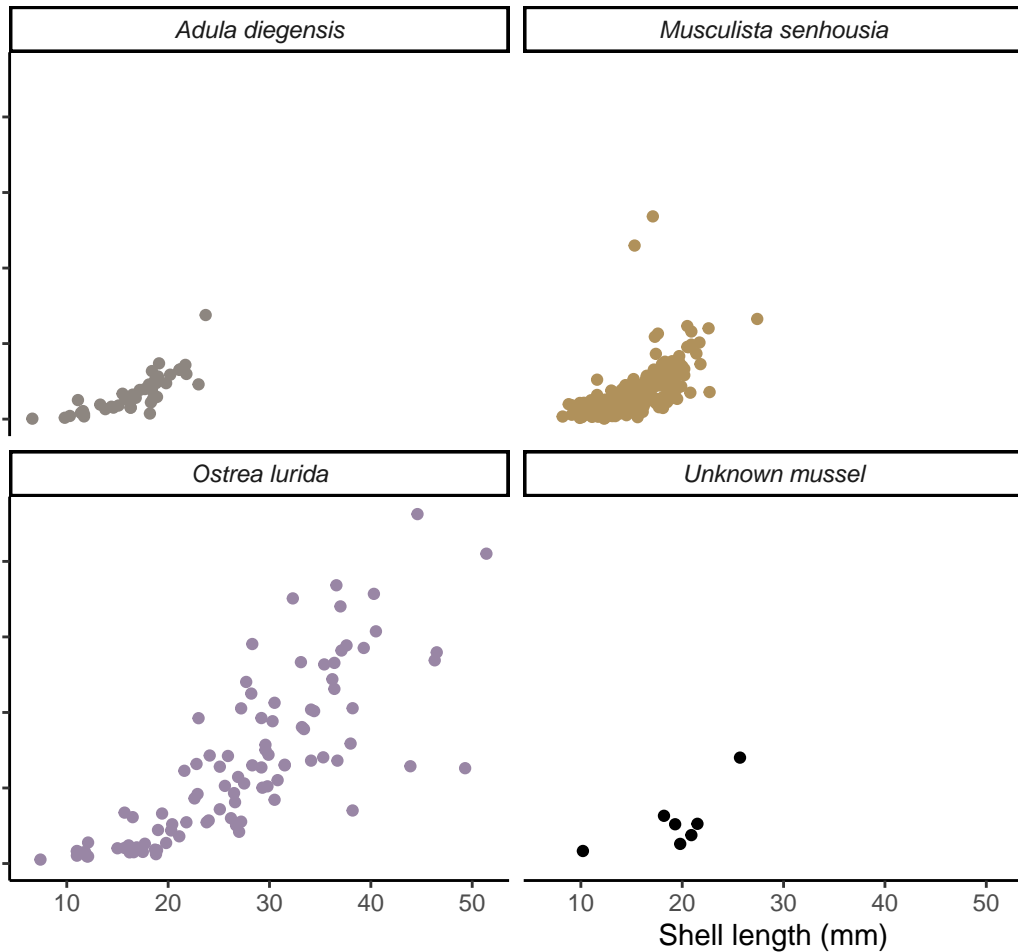 Adula diegensis
Musculista senhousia
Ostrea lurida
Unknown mussel
10 20 30 40 50
10 20 30 40 50
Shell length (mm)